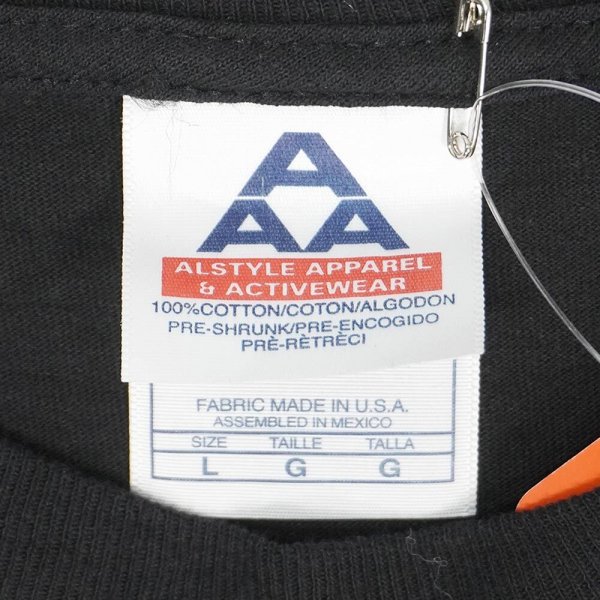 A
AA
ALSTYLE APPAREL
& ACTIVEWEAR
100%COTTON/COTON/ALGODON
PRE-SHRUNK/PRE-ENCOGIDO
PRÈ-RÈTRÈCI
FABRIC MADE IN U.S.A.
ASSEMBLED IN MEXICO
SIZE TAILLE TALLA
L G G